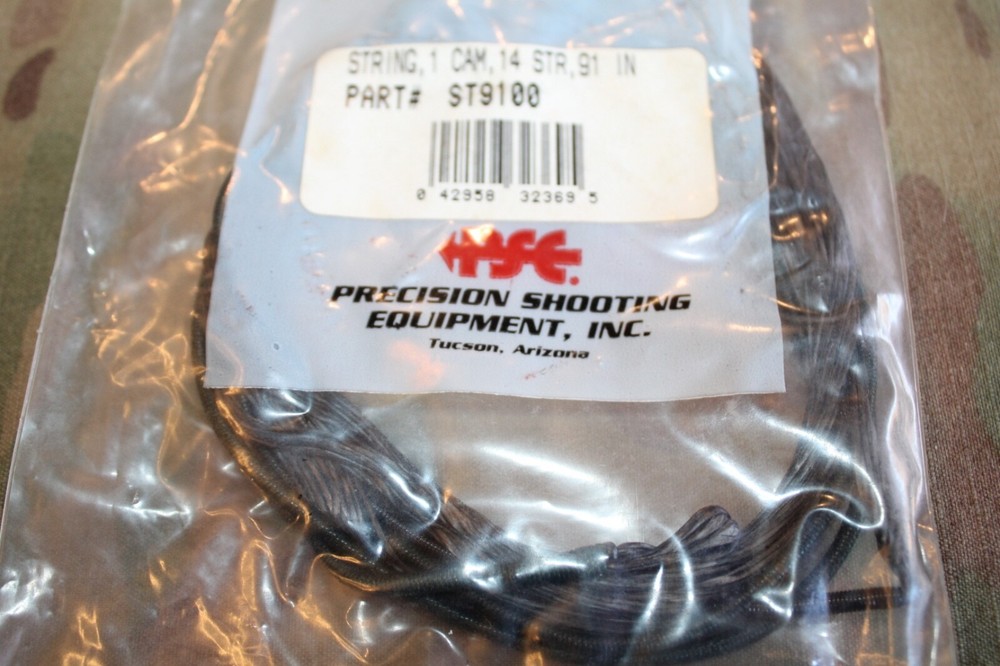 STRING,1 CAM,14 STR,91 IN
PART# ST9100
0 42958 32369 5
PSE
PRECISION SHOOTING
EQUIPMENT, INC.
Tucson, Arizona